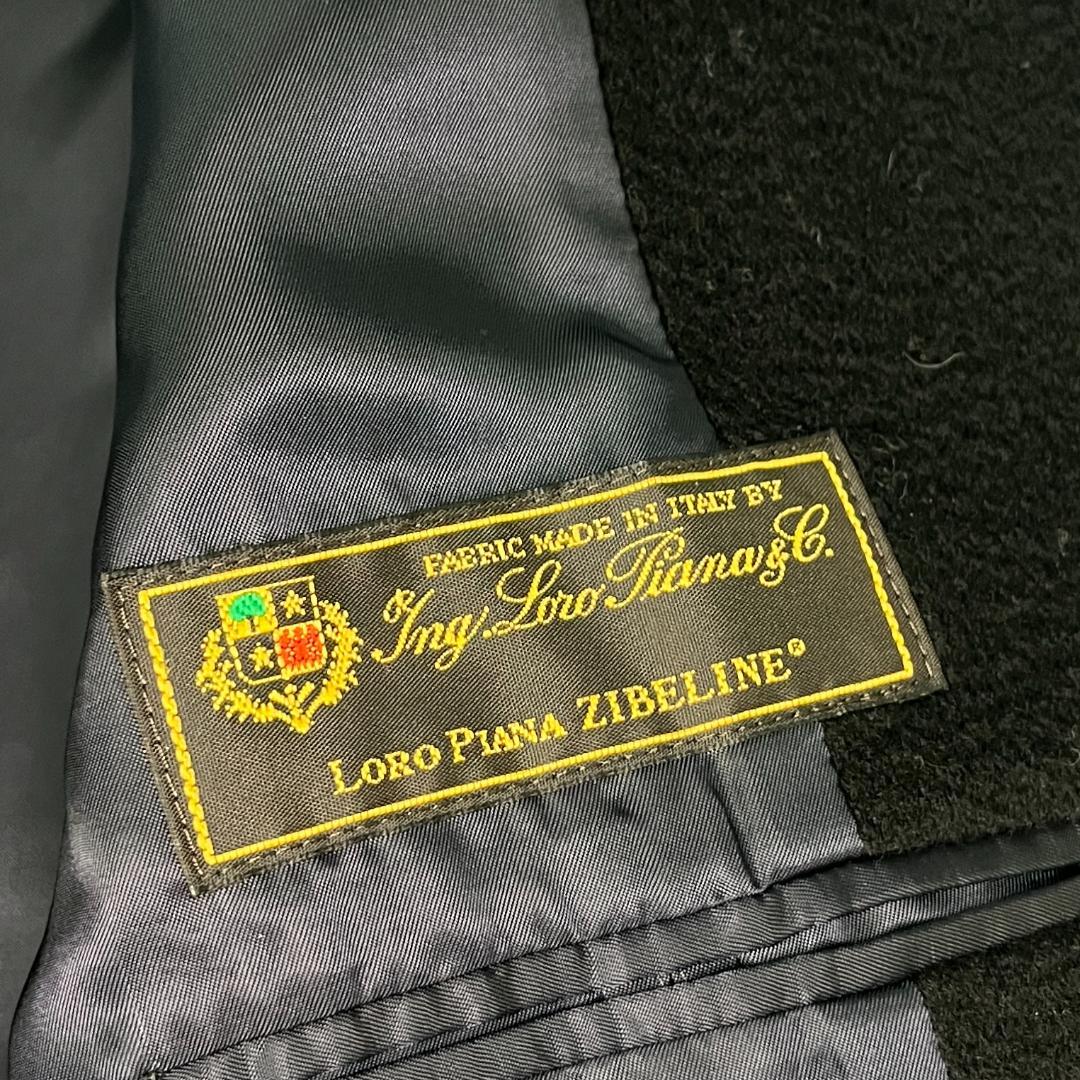 FABRIC MADE IN ITALY BY
Ing. Loro Piana & C.
LORO PIANA ZIBELINE®